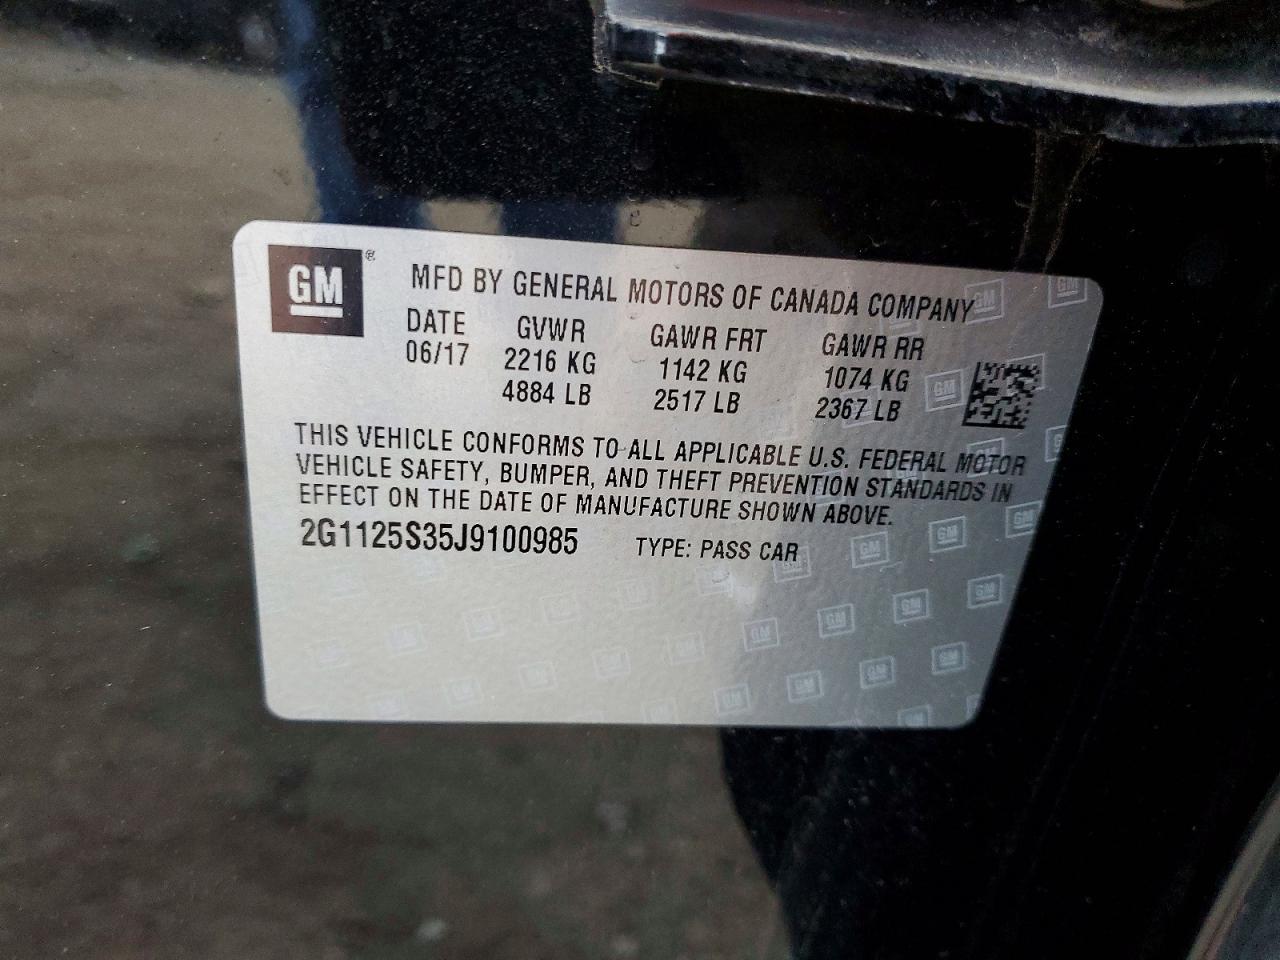 GM ® MFD BY GENERAL MOTORS OF CANADA COMPANY
DATE GVWR GAWR FRT GAWR RR
06/17 2216 KG 1142 KG 1074 KG
4884 LB 2517 LB 2367 LB
THIS VEHICLE CONFORMS TO ALL APPLICABLE U.S. FEDERAL MOTOR
VEHICLE SAFETY, BUMPER, AND THEFT PREVENTION STANDARDS IN
EFFECT ON THE DATE OF MANUFACTURE SHOWN ABOVE.
2G1125S35J9100985 TYPE: PASS CAR